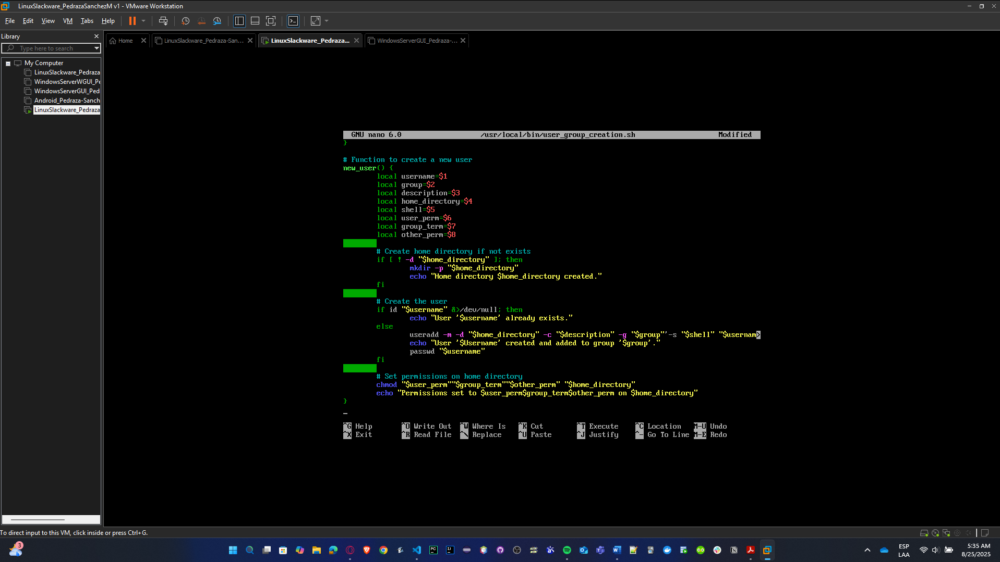 LinuxSlackware_PedrazaSanchezM v1 - VMware Workstation
File Edit View VM Tabs Help
Library
Type here to search
My Computer
LinuxSlackware_Pedraza
WindowsServerWGUI_Pe
WindowsServerGUI_Ped
Android_Pedraza-Sanch
LinuxSlackware_Pedraza
Home
LinuxSlackware_Pedraza-San...
LinuxSlackware_Pedraza...
WindowsServerGUI_Pedraza-...
GNU nano 6.0 /usr/local/bin/user_group_creation.sh Modified
}
# Function to create a new user
new_user() {
local username=$1
local group=$2
local description=$3
local home_directory=$4
local shell=$5
local user_perm=$6
local group_term=$7
local other_perm=$8
# Create home directory if not exists
if [ ! -d "$home_directory" ]; then
mkdir -p "$home_directory"
echo "Home directory $home_directory created."
fi
# Create the user
if id "$username" &>/dev/null; then
echo "User '$username' already exists."
else
useradd -m -d "$home_directory" -c "$description" -g "$group"'-s "$shell" "$usernam>
echo "User '$Username' created and added to group '$group'."
passwd "$username"
fi
# Set permissions on home directory
chmod "$user_perm""$group_term""$other_perm" "$home_directory"
echo "Permissions set to $user_perm$group_term$other_perm on $home_directory"
}
^G Help ^O Write Out ^W Where Is ^K Cut ^T Execute ^C Location M-U Undo
^X Exit ^R Read File ^\ Replace ^U Paste ^J Justify ^- Go To Line M-E Redo
To direct input to this VM, click inside or press Ctrl+G.
3
PC
IJ
ESP
LAA
5:35 AM
8/25/2025